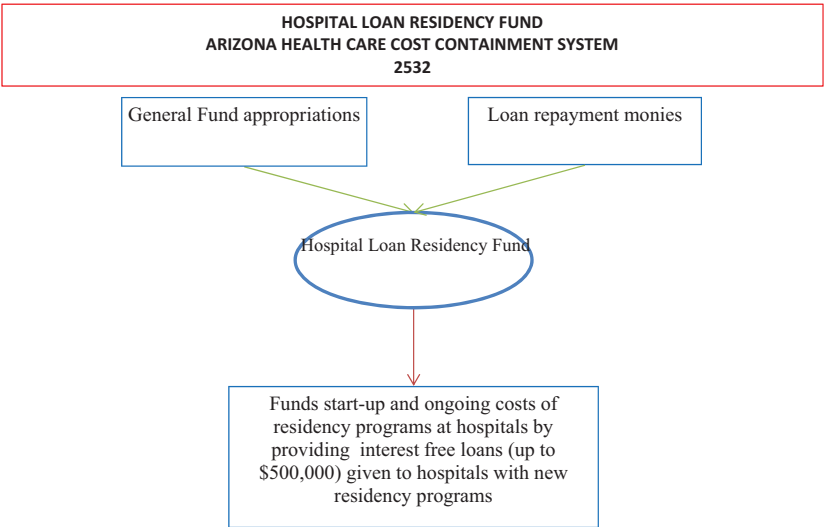 HOSPITAL LOAN RESIDENCY FUND
ARIZONA HEALTH CARE COST CONTAINMENT SYSTEM
2532
General Fund appropriations
Loan repayment monies
Hospital Loan Residency Fund
Funds start-up and ongoing costs of
residency programs at hospitals by
providing interest free loans (up to
$500,000) given to hospitals with new
residency programs